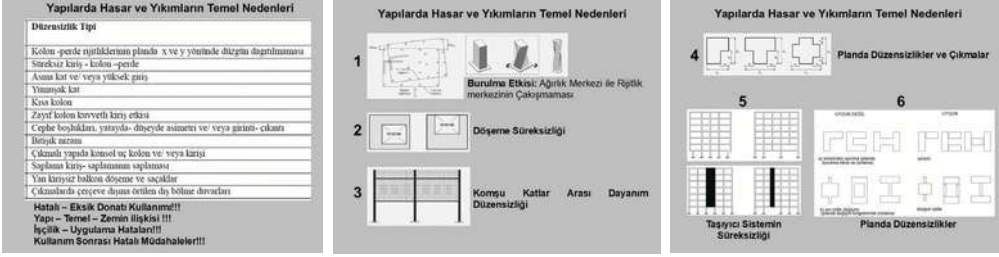 Yapılarda Hasar ve Yıkımların Temel Nedenleri
Düzensizlik Tipi
Kolon -perde rijitliklerinin planda x ve y yönünde düzgün dağıtılmaması
Süreksiz kiriş - kolon –perde
Asma kat ve/ veya yüksek giriş
Yumuşak kat
Kısa kolon
Zayıf kolon kuvvetli kiriş etkisi
Cephe boşlukları, yatayda- düşeyde asimetri ve/ veya girinti- çıkıntı
Bitişik nizam
Çıkmalı yapıda konsol uç kolon ve/ veya kirişi
Saplama kiriş- saplamanın saplaması
Yan kirişsiz balkon döşeme ve saçaklar
Çıkmalarda çerçeve dışına örtilen dış bölme duvarları
Hatalı – Eksik Donatı Kullanımı!!!
Yapı – Temel – Zemin ilişkisi !!!
İşçilik – Uygulama Hataları!!!
Kullanım Sonrası Hatalı Müdahaleler!!!
Yapılarda Hasar ve Yıkımların Temel Nedenleri
1
Burulma Etkisi: Ağırlık Merkezi ile Rijitlik
merkezinin Çakışmaması
2
Döşeme Süreksizliği
3
Komşu Katlar Arası Dayanım
Düzensizliği
Yapılarda Hasar ve Yıkımların Temel Nedenleri
4
Planda Düzensizlikler ve Çıkmalar
5
Taşıyıcı Sistemin
Süreksizliği
6
UYGUN DEĞİL
UYGUN
Planda Düzensizlikler